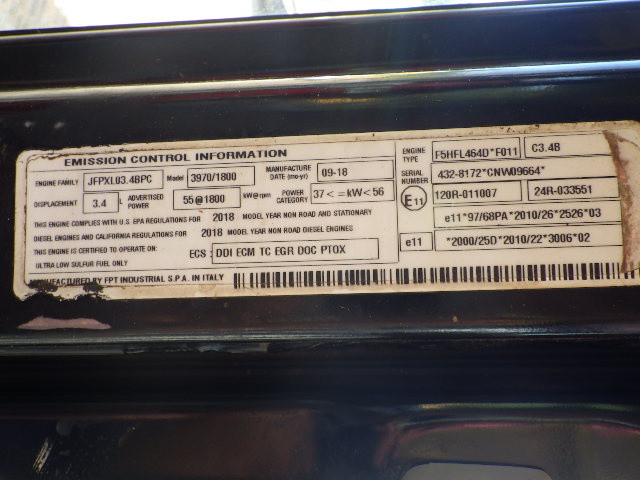 EMISSION CONTROL INFORMATION
ENGINE FAMILY JFPXL03.4BPC Model 3970/1800 MANUFACTURE DATE (mo-yr) 09-18
DISPLACEMENT 3.4 L ADVERTISED POWER 55@1800 kW@rpm POWER CATEGORY 37 < = kW < 56
THIS ENGINE COMPLIES WITH U.S. EPA REGULATIONS FOR 2018 MODEL YEAR NON ROAD AND STATIONARY
DIESEL ENGINES AND CALIFORNIA REGULATIONS FOR 2018 MODEL YEAR NON ROAD DIESEL ENGINES
THIS ENGINE IS CERTIFIED TO OPERATE ON: ECS: DDI ECM TC EGR DOC PTOX
ULTRA LOW SULFUR FUEL ONLY
MANUFACTURED BY FPT INDUSTRIAL S.P.A. IN ITALY
ENGINE TYPE F5HFL464D*F011 C3.4B
SERIAL NUMBER 432-8172*CNW09664*
E11 120R-011007 24R-033551
e11*97/68PA*2010/26*2526*03
e11 *2000/25D*2010/22*3006*02